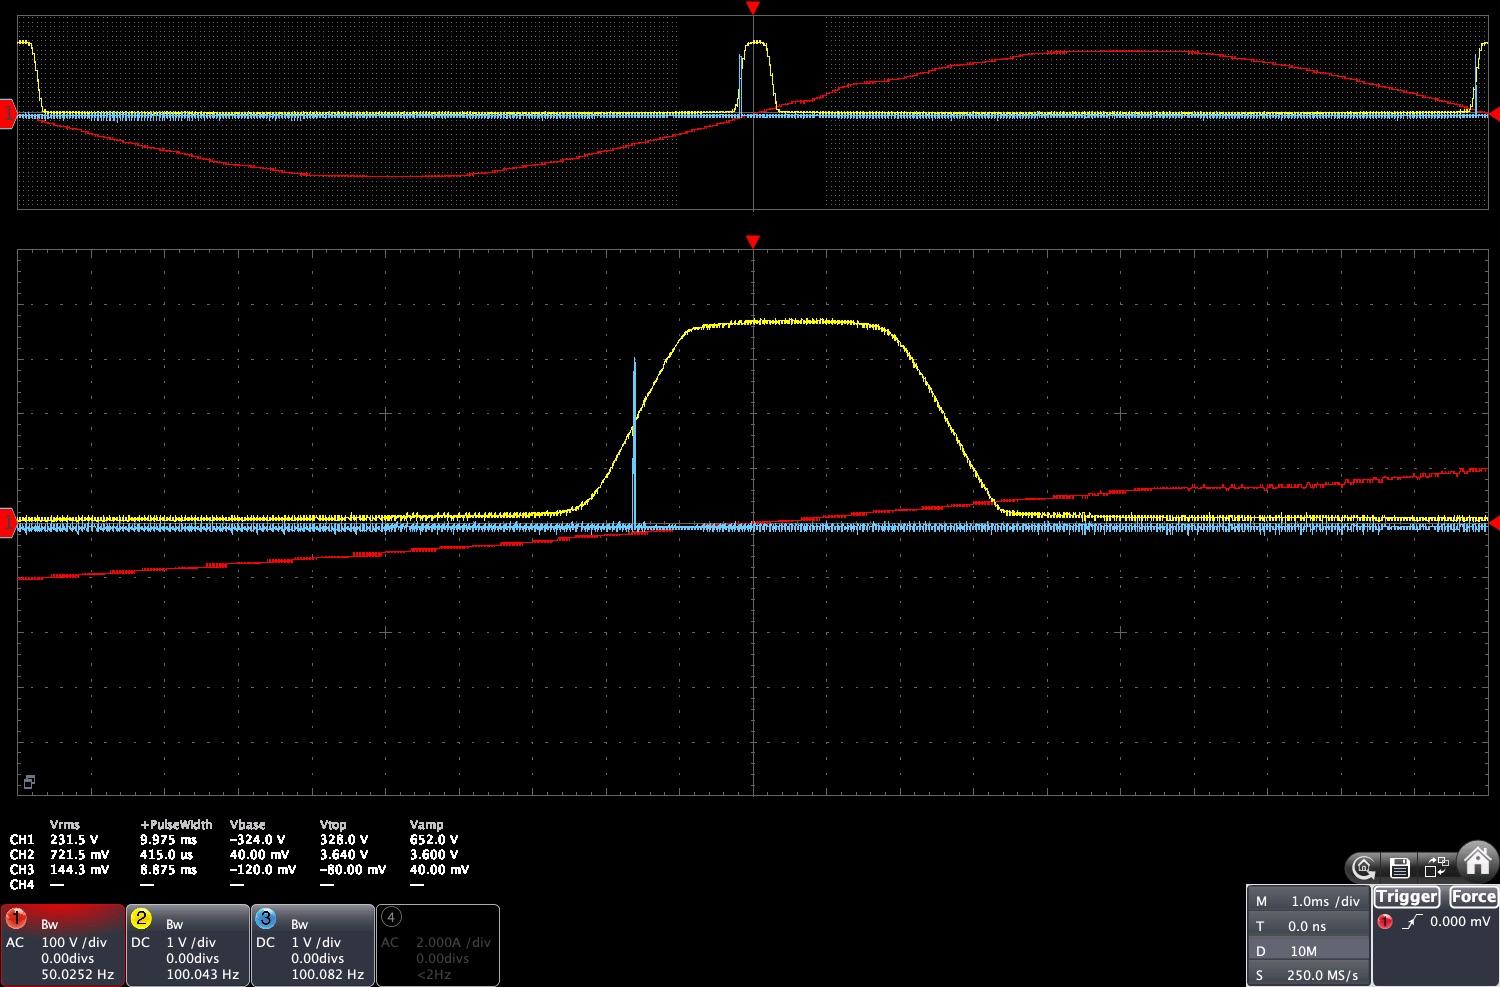 1
1
Vrms +PulseWidth Vbase Vtop Vamp
CH1 231.5 V 9.975 ms -324.0 V 328.0 V 652.0 V
CH2 721.5 mV 415.0 us 40.00 mV 3.640 V 3.600 V
CH3 144.3 mV 8.875 ms -120.0 mV -80.00 mV 40.00 mV
CH4 — — — — —
1 Bw
AC 100 V /div
0.00divs
50.0252 Hz
2 Bw
DC 1 V /div
0.00divs
100.043 Hz
3 Bw
DC 1 V /div
0.00divs
100.082 Hz
4
AC 2.000A /div
0.00divs
<2Hz
M 1.0ms /div
T 0.0 ns
D 10M
S 250.0 MS/s
Trigger Force
1 0.000 mV